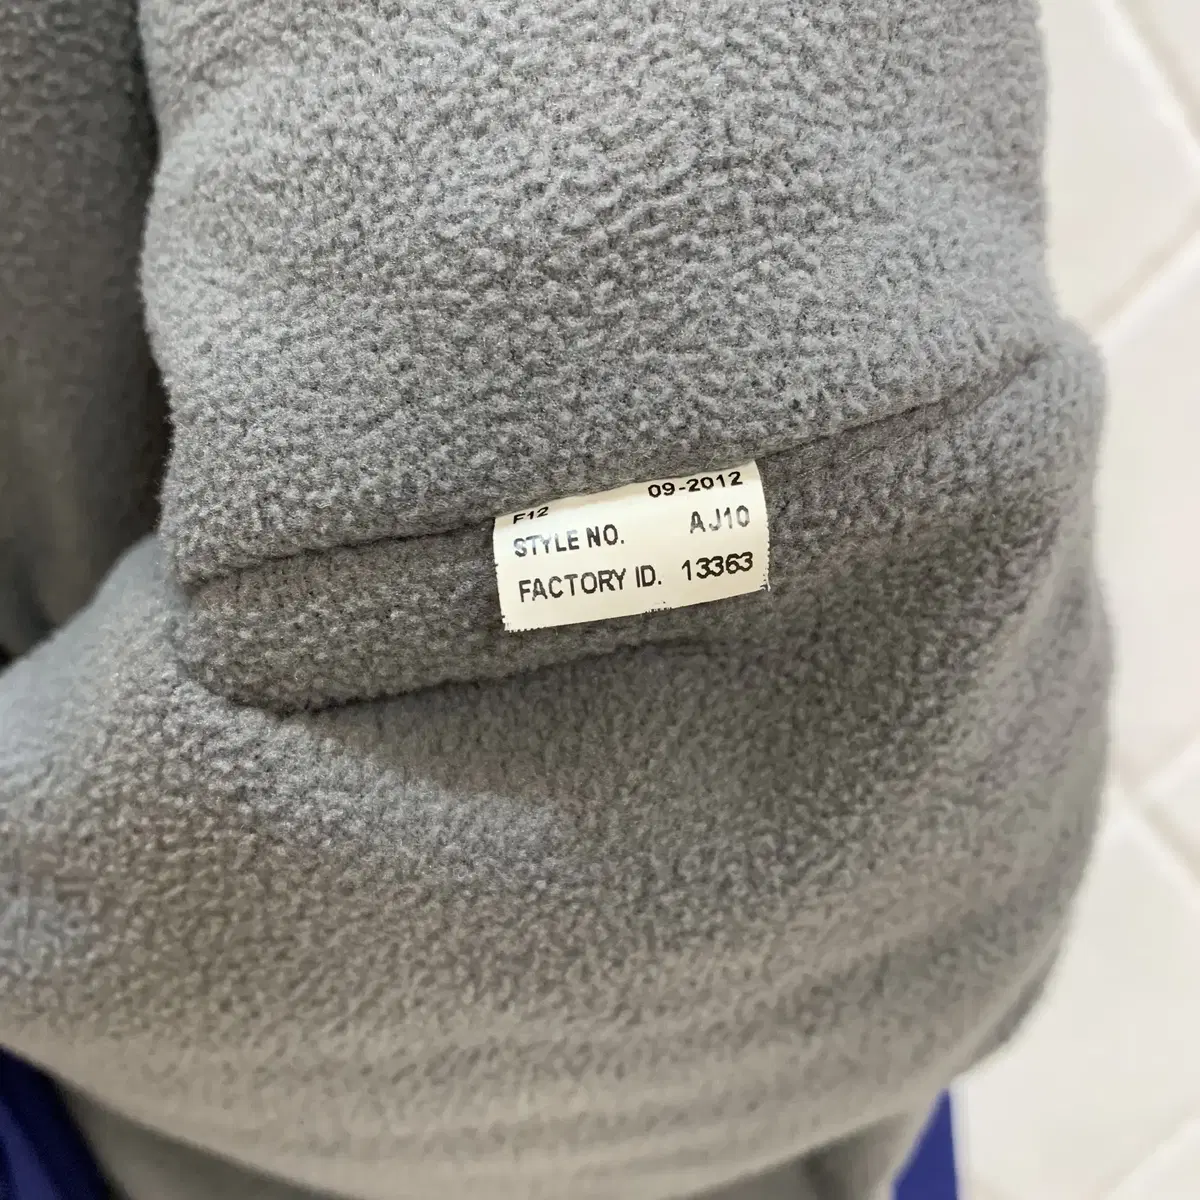 F12 09-2012
STYLE NO. AJ10
FACTORY ID. 13363